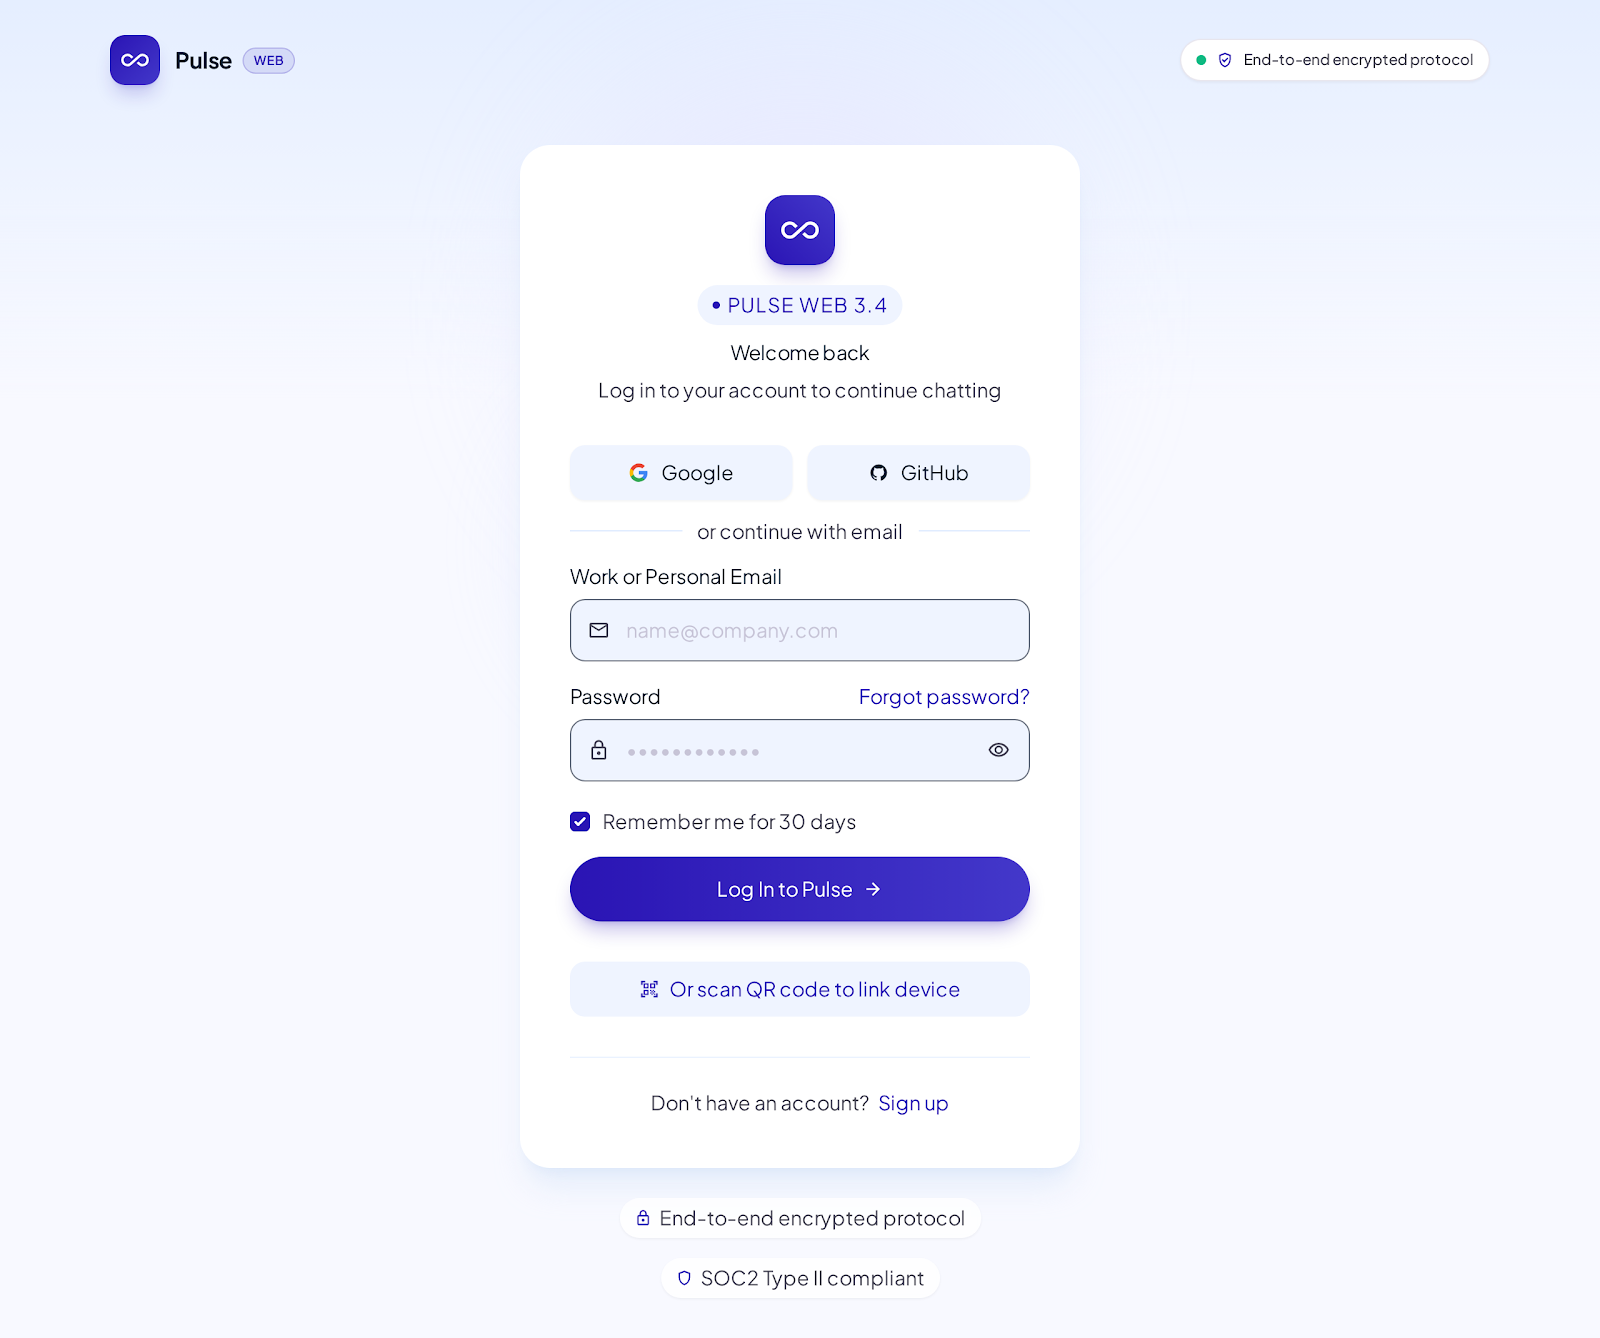 Pulse WEB
End-to-end encrypted protocol
PULSE WEB 3.4
Welcome back
Log in to your account to continue chatting
Google
GitHub
or continue with email
Work or Personal Email
name@company.com
Password
Forgot password?
••••••••••••
Remember me for 30 days
Log In to Pulse →
Or scan QR code to link device
Don't have an account? Sign up
End-to-end encrypted protocol
SOC2 Type II compliant